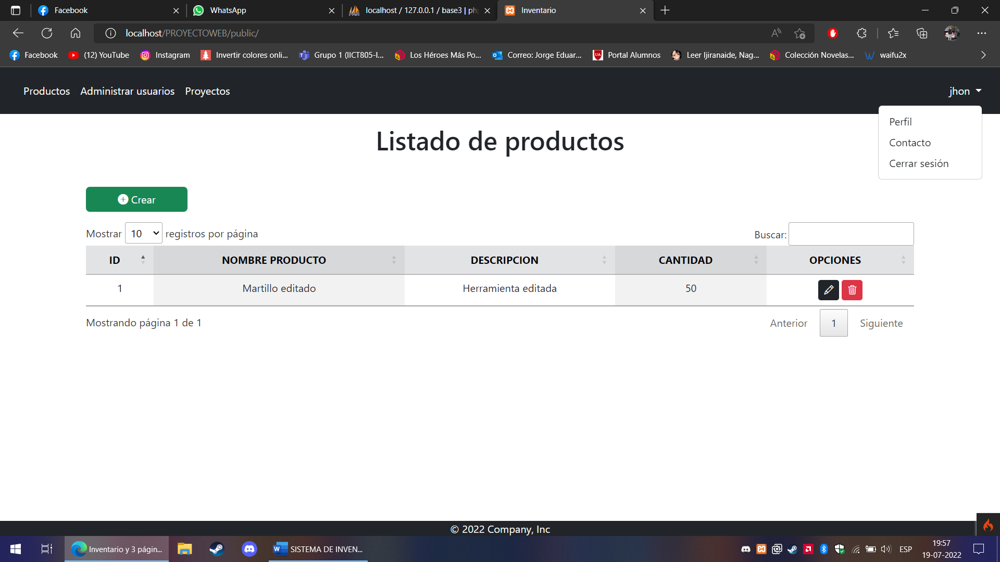 Facebook
WhatsApp
localhost / 127.0.0.1 / base3 | ph
Inventario
localhost/PROYECTOWEB/public/
Facebook
(12) YouTube
Instagram
Invertir colores onli...
Grupo 1 (IICT805-I...
Los Héroes Más Po...
Correo: Jorge Eduar...
Portal Alumnos
Leer Ijiranaide, Nag...
Colección Novelas...
waifu2x
Productos
Administrar usuarios
Proyectos
jhon
Perfil
Contacto
Cerrar sesión
Listado de productos
Crear
Mostrar 10 registros por página
Buscar:
ID NOMBRE PRODUCTO DESCRIPCION CANTIDAD OPCIONES
1 Martillo editado Herramienta editada 50
Mostrando página 1 de 1
Anterior 1 Siguiente
© 2022 Company, Inc
Inventario y 3 págin...
SISTEMA DE INVEN...
ESP
19:57
19-07-2022